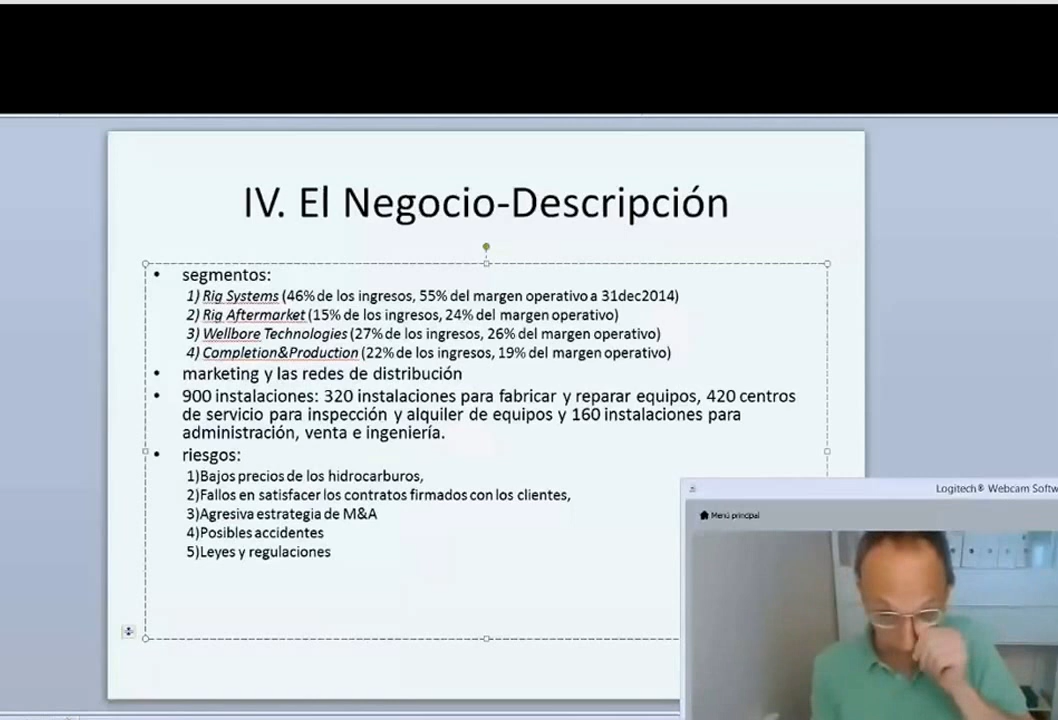 IV. El Negocio-Descripción
• segmentos:
1) Rig Systems (46% de los ingresos, 55% del margen operativo a 31dec2014)
2) Rig Aftermarket (15% de los ingresos, 24% del margen operativo)
3) Wellbore Technologies (27% de los ingresos, 26% del margen operativo)
4) Completion&Production (22% de los ingresos, 19% del margen operativo)
• marketing y las redes de distribución
• 900 instalaciones: 320 instalaciones para fabricar y reparar equipos, 420 centros
de servicio para inspección y alquiler de equipos y 160 instalaciones para
administración, venta e ingeniería.
• riesgos:
1)Bajos precios de los hidrocarburos,
2)Fallos en satisfacer los contratos firmados con los clientes,
3)Agresiva estrategia de M&A
4)Posibles accidentes
5)Leyes y regulaciones
Logitech® Webcam Softw
Menú principal